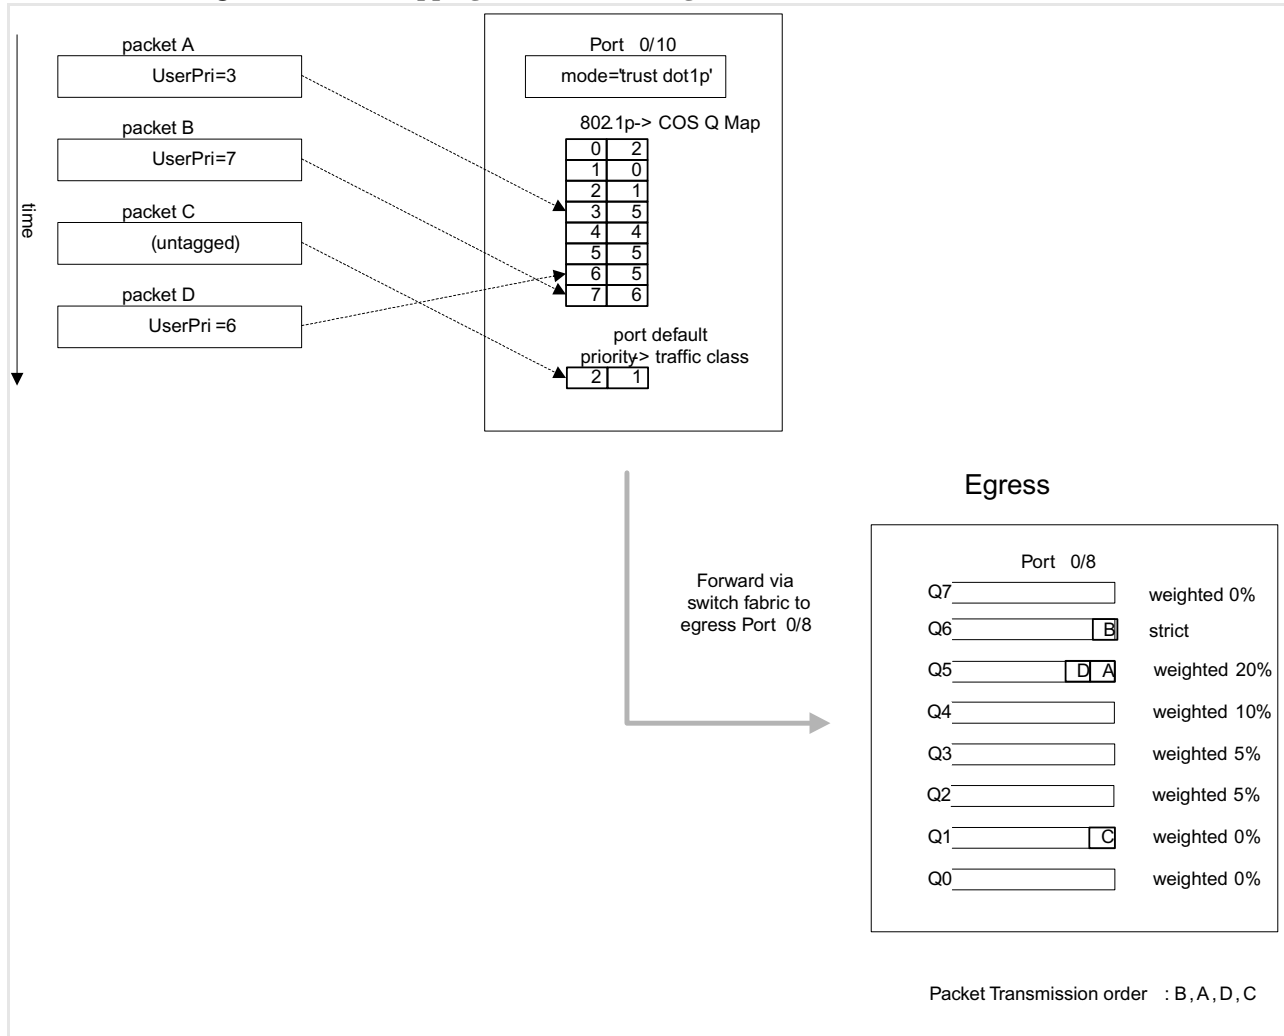 packet A
UserPri=3
packet B
UserPri=7
packet C
(untagged)
packet D
UserPri =6
time
Port 0/10
mode='trust dot1p'
802.1p-> COS Q Map
0 2
1 0
2 1
3 5
4 4
5 5
6 5
7 6
port default
priority-> traffic class
2 1
Forward via
switch fabric to
egress Port 0/8
Egress
Port 0/8
Q7 weighted 0%
Q6 B strict
Q5 D A weighted 20%
Q4 weighted 10%
Q3 weighted 5%
Q2 weighted 5%
Q1 C weighted 0%
Q0 weighted 0%
Packet Transmission order : B, A, D, C